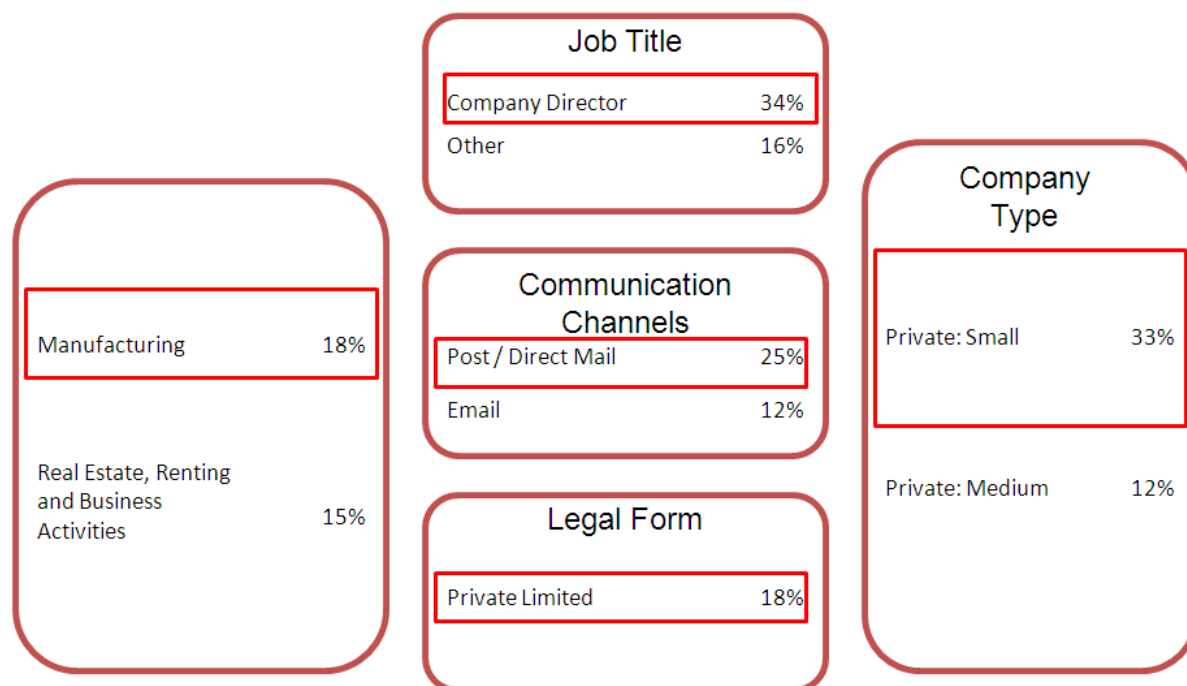 Job Title
Company Director 34%
Other 16%
Manufacturing 18%
Real Estate, Renting
and Business
Activities 15%
Communication
Channels
Post / Direct Mail 25%
Email 12%
Legal Form
Private Limited 18%
Company
Type
Private: Small 33%
Private: Medium 12%